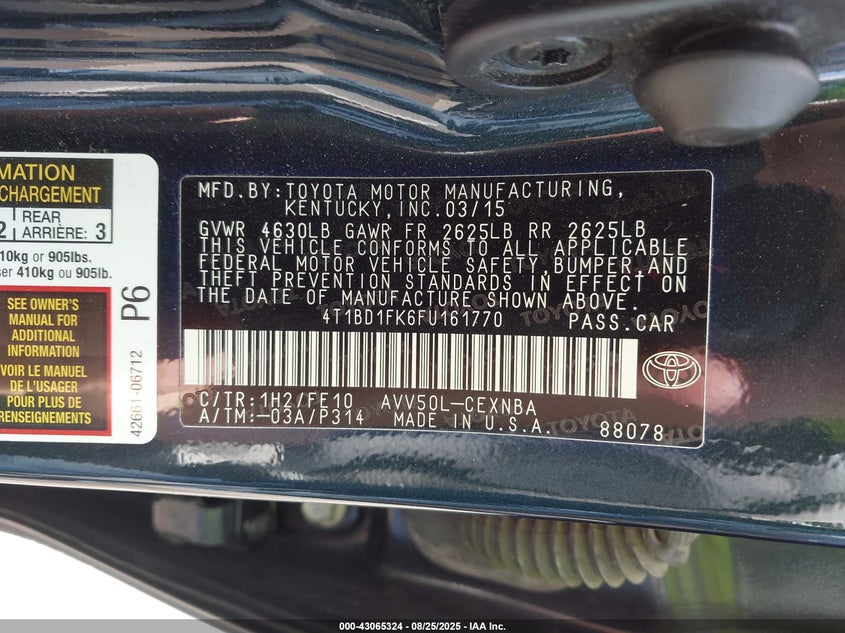 MATION
CHARGEMENT
2 REAR
ARRIÈRE: 3
10kg or 905lbs.
ser 410kg ou 905lb.
SEE OWNER'S
MANUAL FOR
ADDITIONAL
INFORMATION
VOIR LE MANUEL
DE L'USAGER
POUR PLUS DE
RENSEIGNEMENTS
P6
42661-06712
MFD.BY:TOYOTA MOTOR MANUFACTURING,
KENTUCKY,INC.03/15
GVWR 4630LB GAWR FR 2625LB RR 2625LB
THIS VEHICLE CONFORMS TO ALL APPLICABLE
FEDERAL MOTOR VEHICLE SAFETY,BUMPER,AND
THEFT PREVENTION STANDARDS IN EFFECT ON
THE DATE OF MANUFACTURE SHOWN ABOVE.
4T1BD1FK6FU161770 PASS.CAR
C/TR:1H2/FE10 AVV50L-CEXNBA
A/TM:-03A/P314 MADE IN U.S.A. 88078
000-43065324 - 08/25/2025 - IAA Inc.